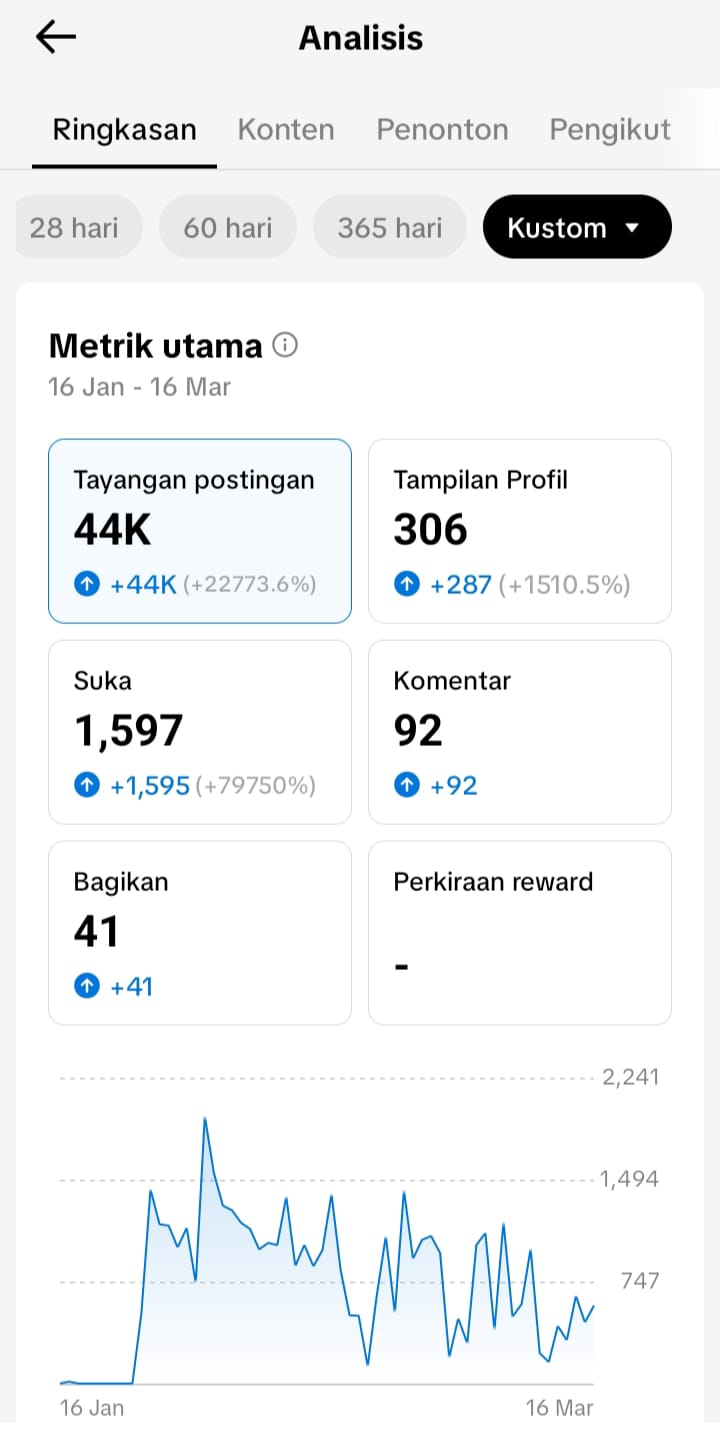 Analisis
Ringkasan Konten Penonton Pengikut
28 hari 60 hari 365 hari Kustom
Metrik utama
16 Jan - 16 Mar
Tayangan postingan
44K
+44K (+22773.6%)
Tampilan Profil
306
+287 (+1510.5%)
Suka
1,597
+1,595 (+79750%)
Komentar
92
+92
Bagikan
41
+41
Perkiraan reward
-
2,241
1,494
747
16 Jan 16 Mar